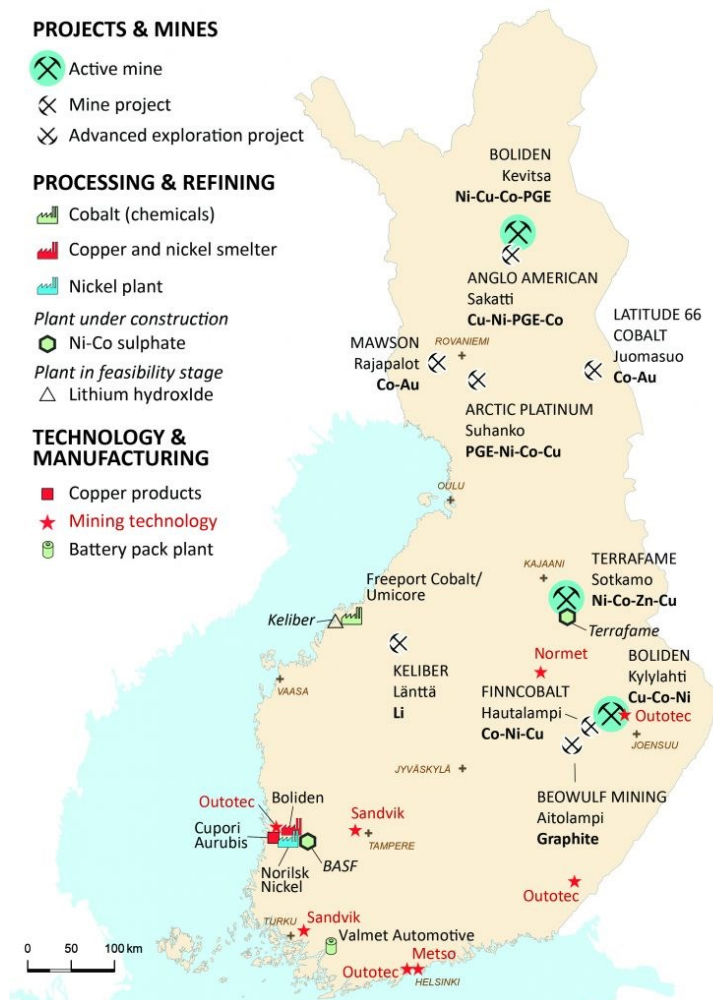 PROJECTS & MINES
Active mine
Mine project
Advanced exploration project
PROCESSING & REFINING
Cobalt (chemicals)
Copper and nickel smelter
Nickel plant
Plant under construction
Ni-Co sulphate
Plant in feasibility stage
Lithium hydroxIde
TECHNOLOGY &
MANUFACTURING
Copper products
Mining technology
Battery pack plant
BOLIDEN
Kevitsa
Ni-Cu-Co-PGE
ANGLO AMERICAN
Sakatti
Cu-Ni-PGE-Co
LATITUDE 66
COBALT
Juomasuo
Co-Au
MAWSON
Rajapalot
Co-Au
ROVANIEMI
ARCTIC PLATINUM
Suhanko
PGE-Ni-Co-Cu
OULU
KAJAANI
TERRAFAME
Sotkamo
Ni-Co-Zn-Cu
Terrafame
Freeport Cobalt/
Umicore
Keliber
KELIBER
Länttä
Li
VAASA
Normet
BOLIDEN
Kylylahti
Cu-Co-Ni
Outotec
JOENSUU
FINNCOBALT
Hautalampi
Co-Ni-Cu
JYVÄSKYLÄ
BEOWULF MINING
Aitolampi
Graphite
Outotec
Boliden
Cupori
Aurubis
Norilsk
Nickel
BASF
Sandvik
TAMPERE
Outotec
TURKU
Sandvik
Valmet Automotive
Metso
Outotec
HELSINKI
0 50 100 km